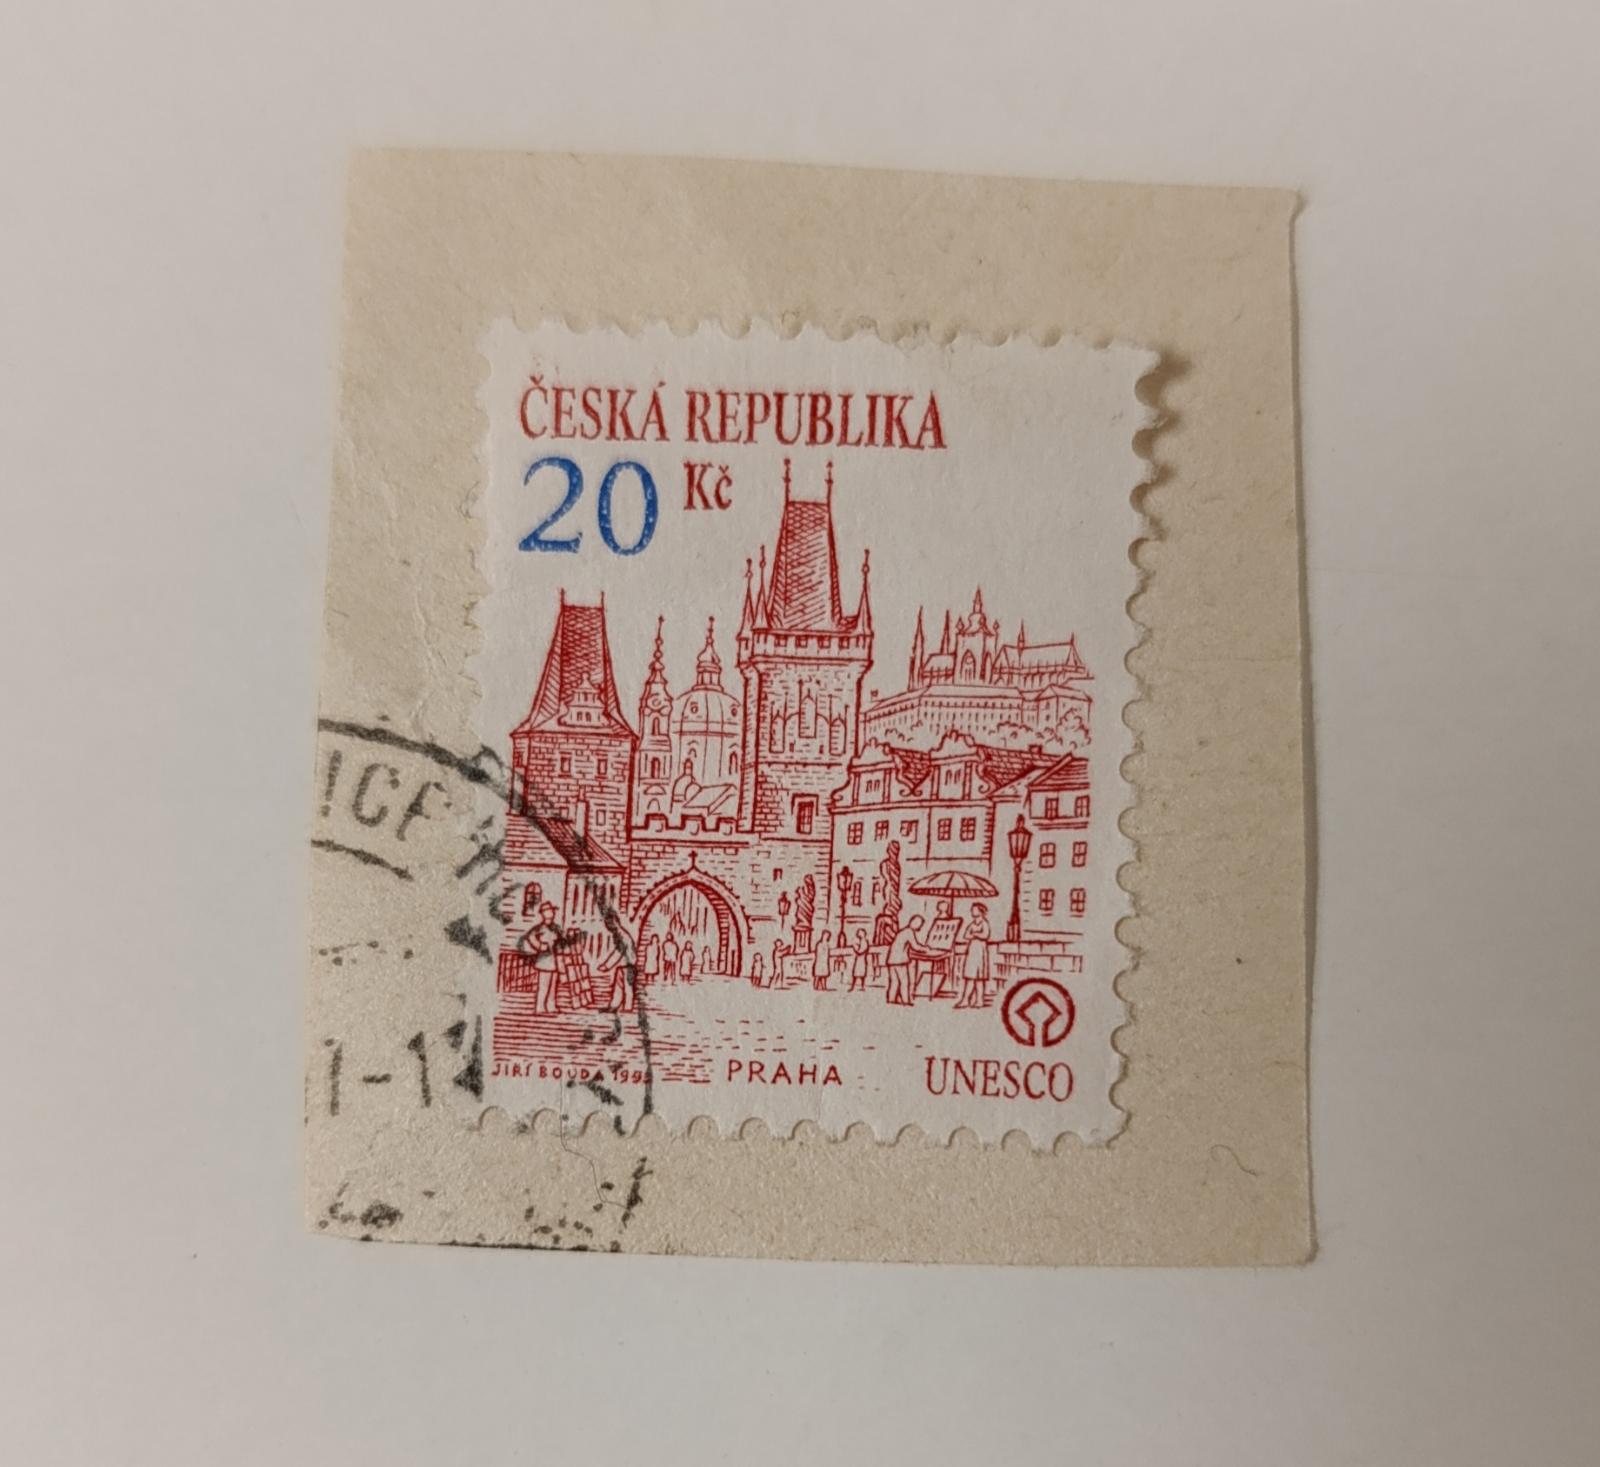 ČESKÁ REPUBLIKA
20 Kč
JIŘÍ BOUDA
PRAHA
UNESCO